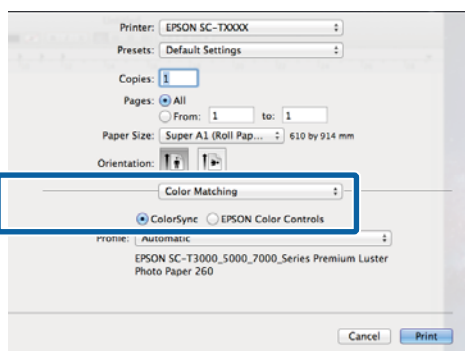 Printer: EPSON SC-TXXXX
Presets: Default Settings
Copies: 1
Pages: All
From: 1 to: 1
Paper Size: Super A1 (Roll Pap... 610 by 914 mm
Orientation:
Color Matching
ColorSync EPSON Color Controls
Profile: Automatic
EPSON SC-T3000_5000_7000_Series Premium Luster
Photo Paper 260
Cancel Print